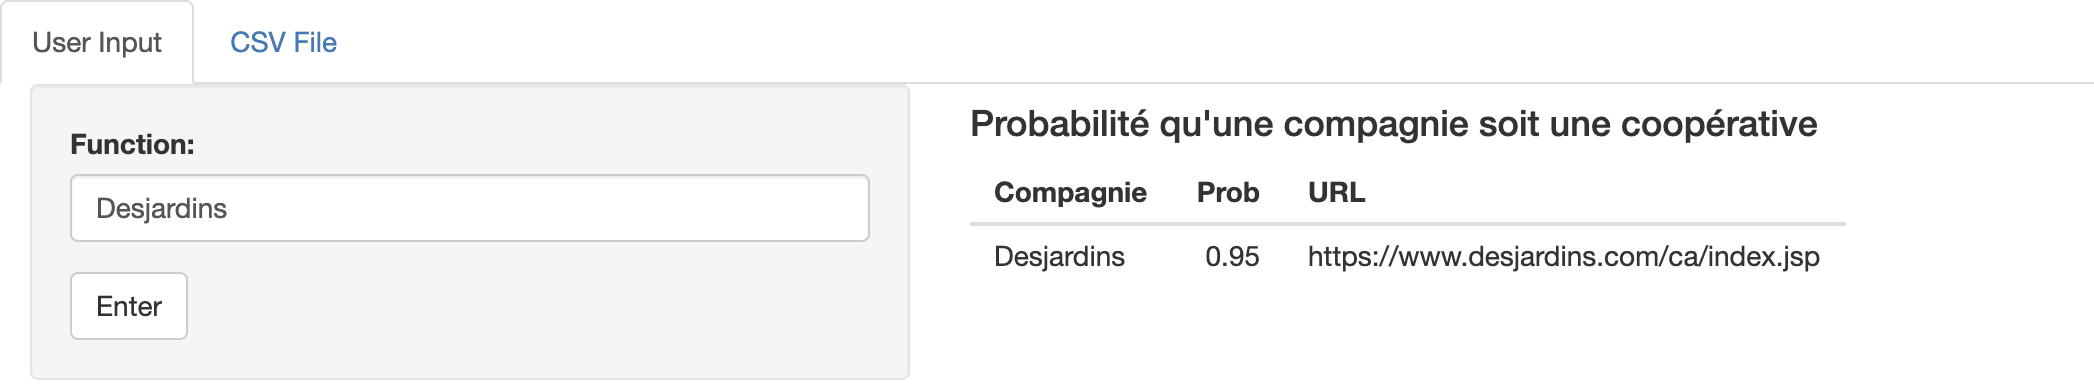 User Input CSV File
Function:
Desjardins
Enter
Probabilité qu'une compagnie soit une coopérative
Compagnie Prob URL
Desjardins 0.95 https://www.desjardins.com/ca/index.jsp